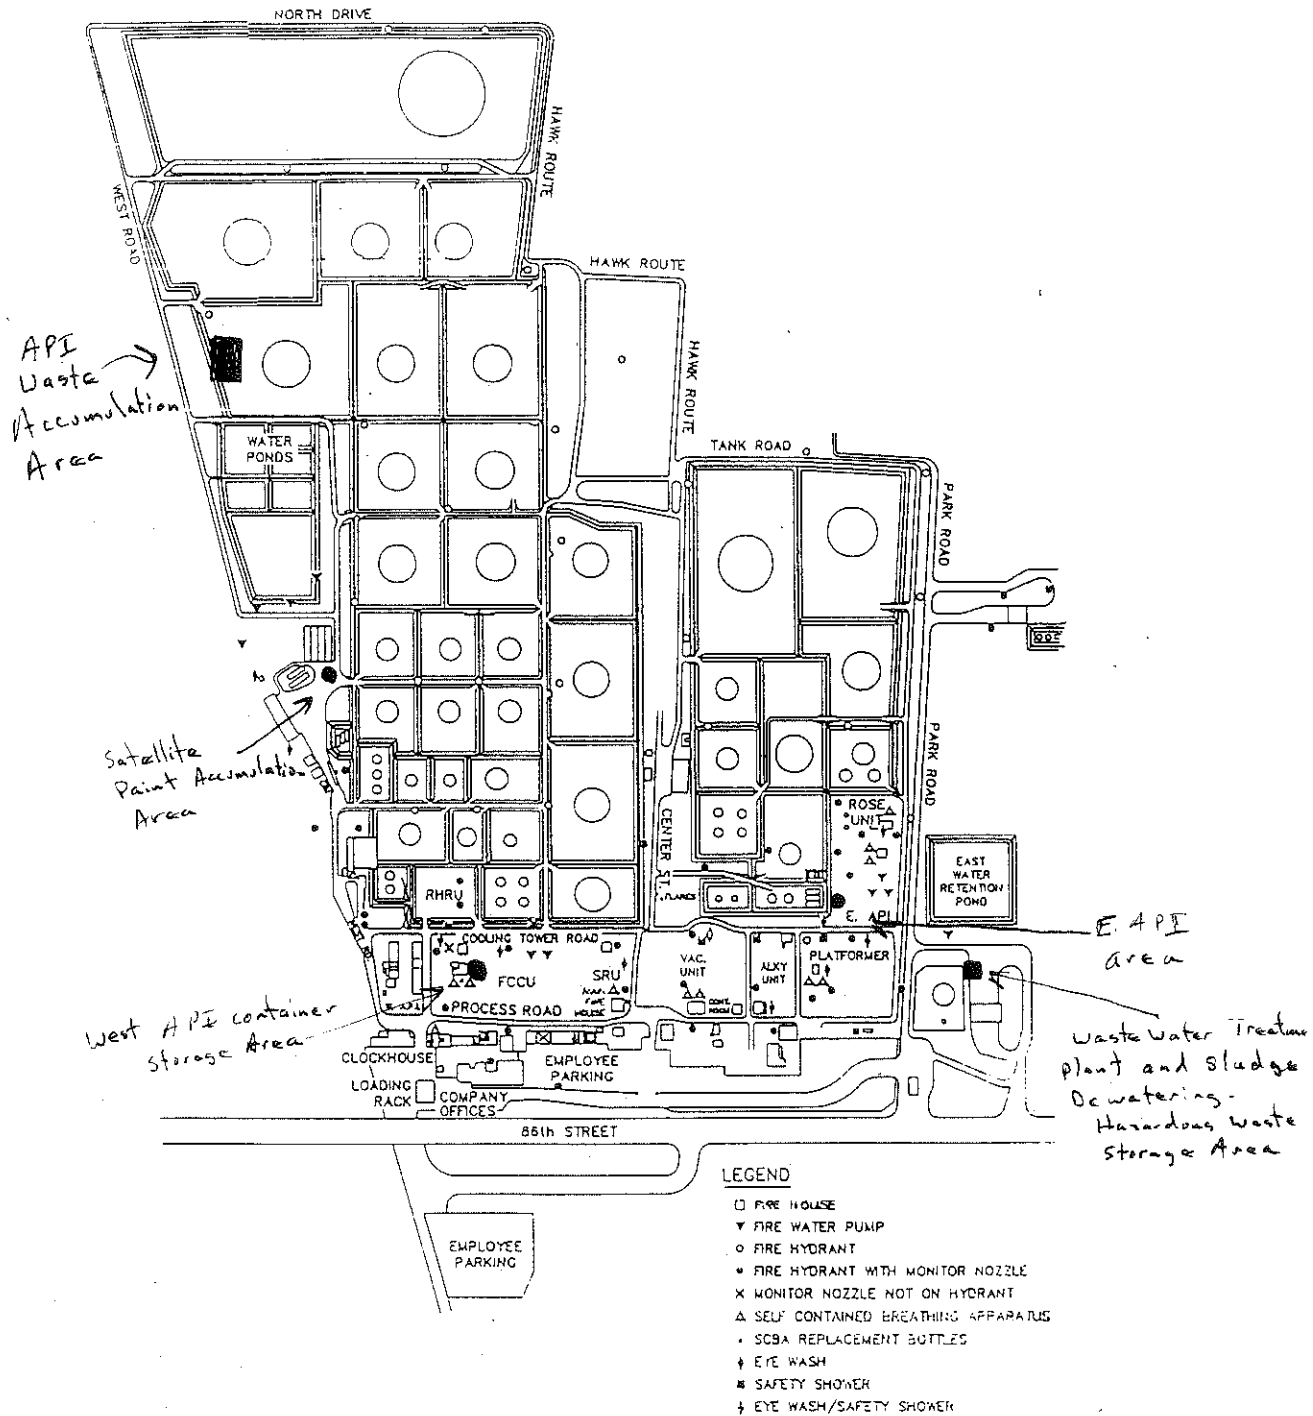 NORTH DRIVE
HAWK ROUTE
WEST ROAD
HAWK ROUTE
HAWK ROUTE
API
Waste
Accumulation
Area
WATER
PONDS
TANK ROAD
PARK ROAD
Satellite
Paint Accumulation
Area
PARK ROAD
ROSE
UNIT
CENTER ST.
EAST
WATER
RETENTION
POND
RHRU
FLARES
E. API
E. API
area
COOLING TOWER ROAD
FCCU
SRU
VAC.
UNIT
ALKY
UNIT
PLATFORMER
FIRE
HOUSE
CONT.
ROOM
PROCESS ROAD
West API container
storage Area
CLOCKHOUSE
EMPLOYEE
PARKING
LOADING
RACK
COMPANY
OFFICES
Waste Water Treatm
plant and Sludge
Dewatering-
Hazardous Waste
Storage Area
86th STREET
EMPLOYEE
PARKING
LEGEND
FIRE HOUSE
FIRE WATER PUMP
FIRE HYDRANT
FIRE HYDRANT WITH MONITOR NOZZLE
MONITOR NOZZLE NOT ON HYDRANT
SELF CONTAINED BREATHING APPARATUS
SCBA REPLACEMENT BOTTLES
EYE WASH
SAFETY SHOWER
EYE WASH/SAFETY SHOWER